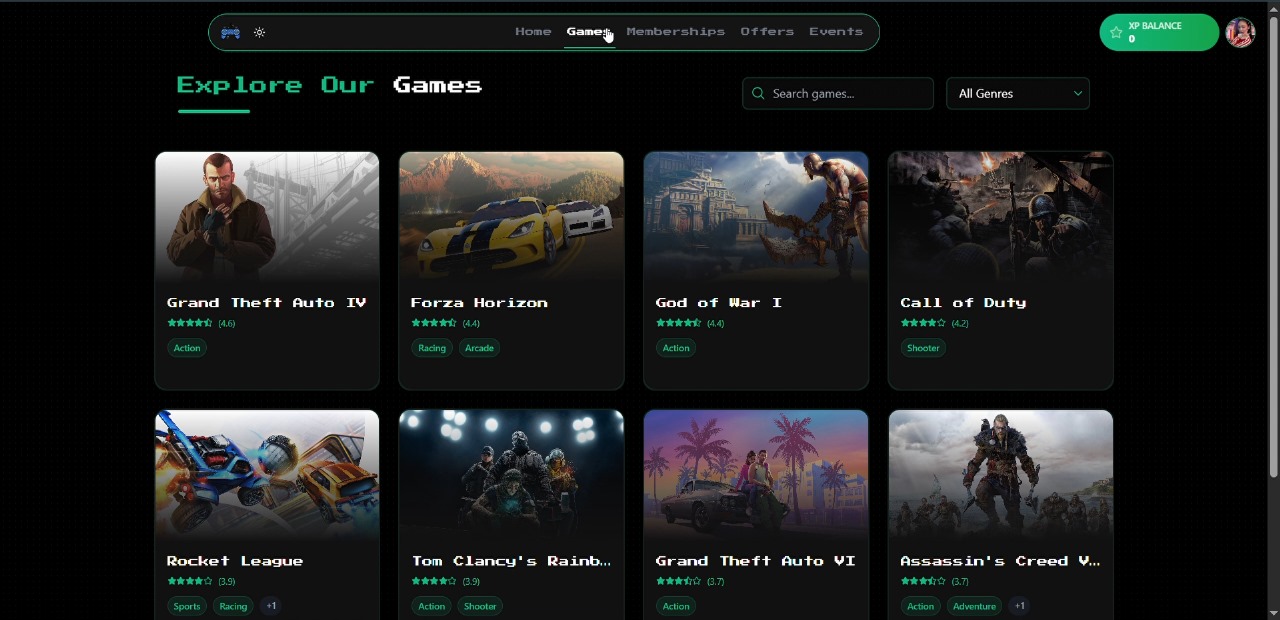 Home Games Memberships Offers Events
XP BALANCE
0
Explore Our Games
Search games...
All Genres
Grand Theft Auto IV
(4.6)
Action
Forza Horizon
(4.4)
Racing Arcade
God of War I
(4.4)
Action
Call of Duty
(4.2)
Shooter
Rocket League
(3.9)
Sports Racing +1
Tom Clancy's Rainb...
(3.9)
Action Shooter
Grand Theft Auto VI
(3.7)
Action
Assassin's Creed V...
(3.7)
Action Adventure +1